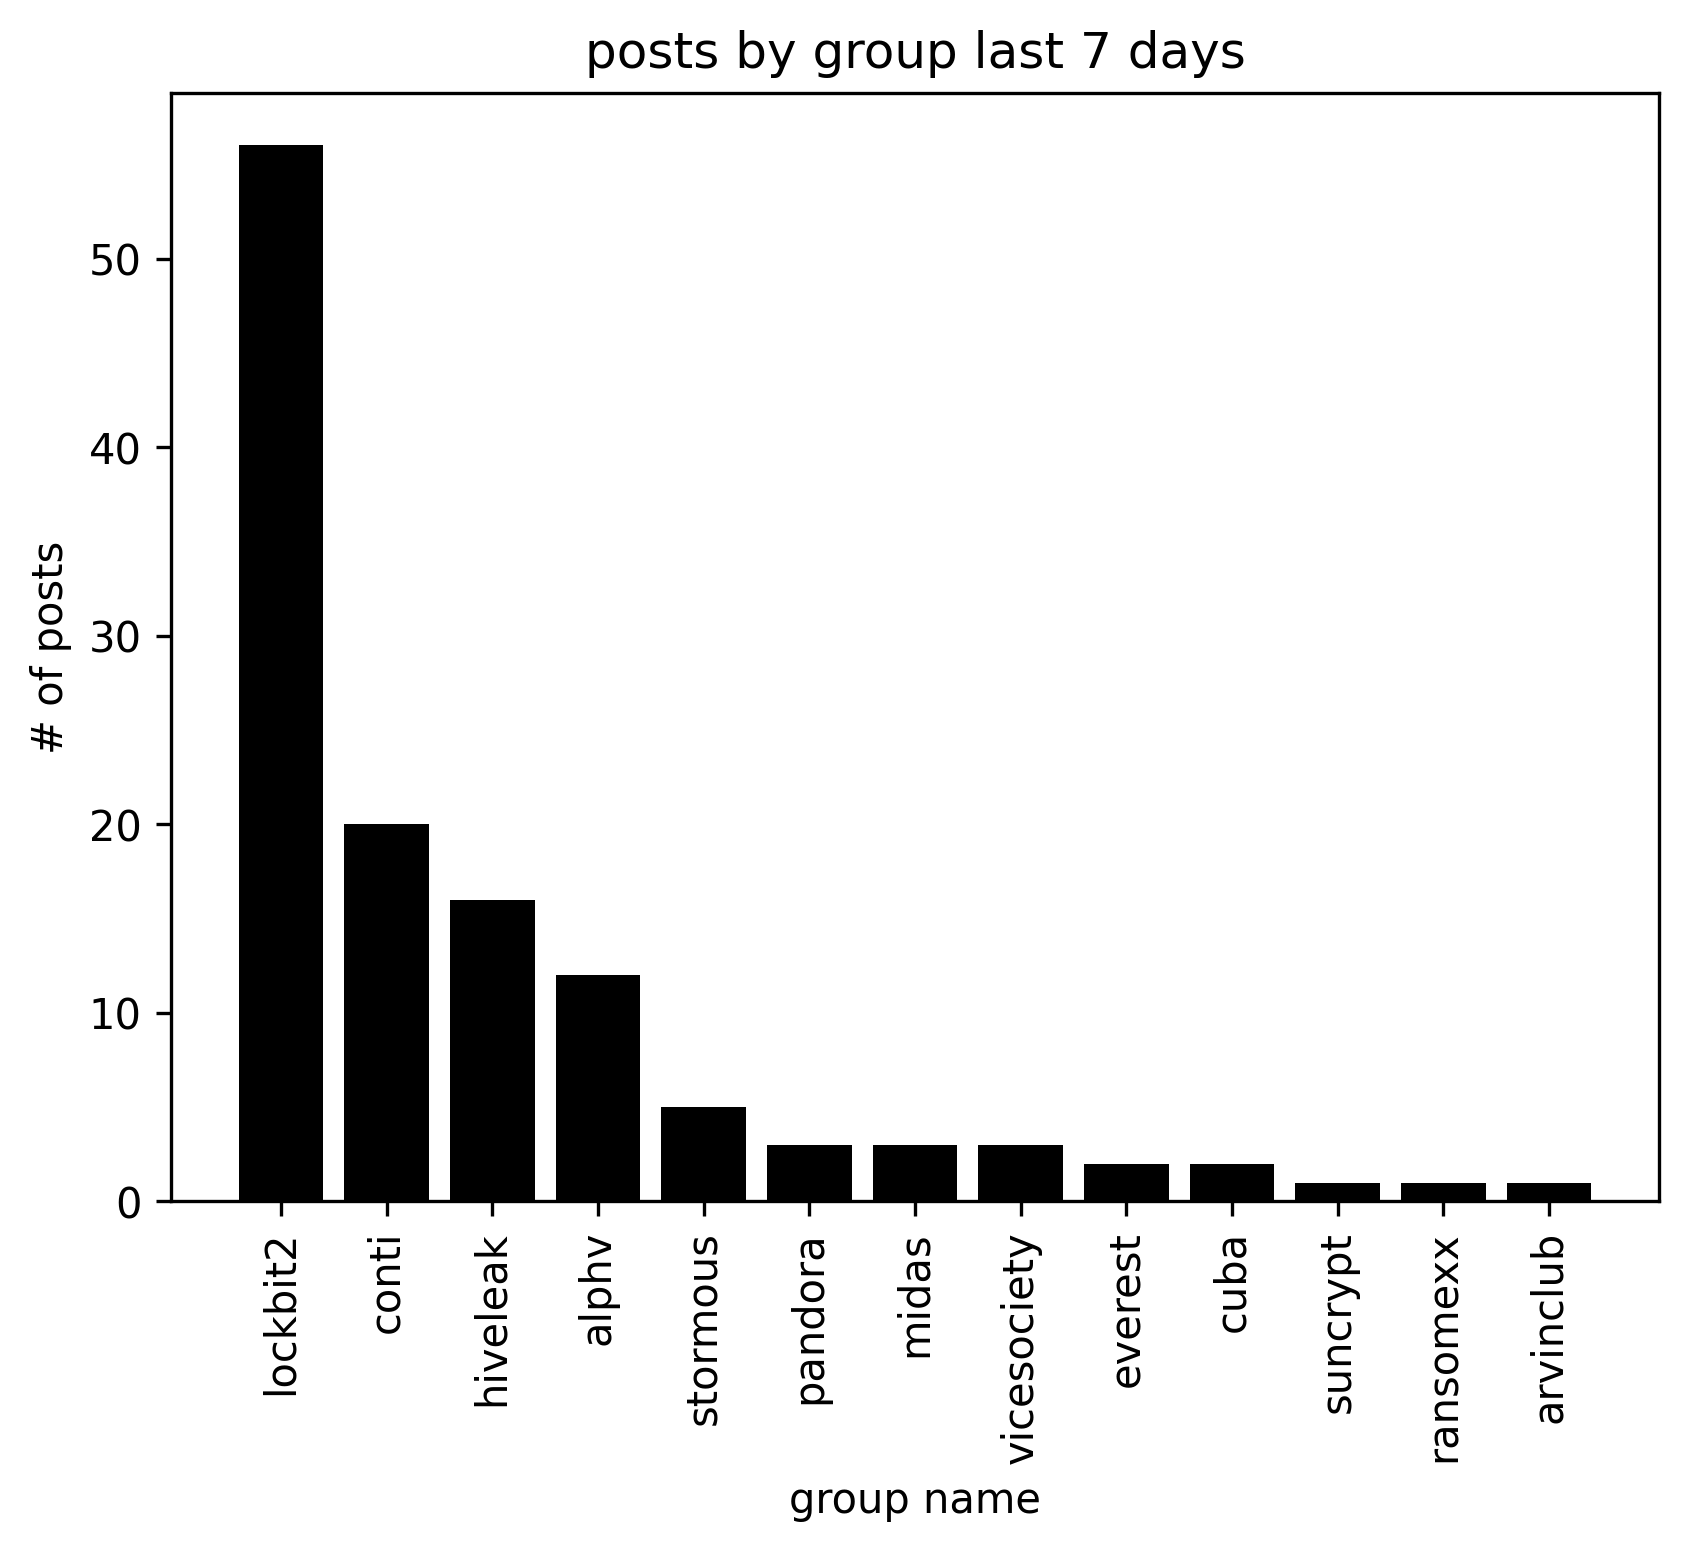 posts by group last 7 days
# of posts
50
40
30
20
10
0
lockbit2
conti
hiveleak
alphv
stormous
pandora
midas
vicesociety
everest
cuba
suncrypt
ransomexx
arvinclub
group name